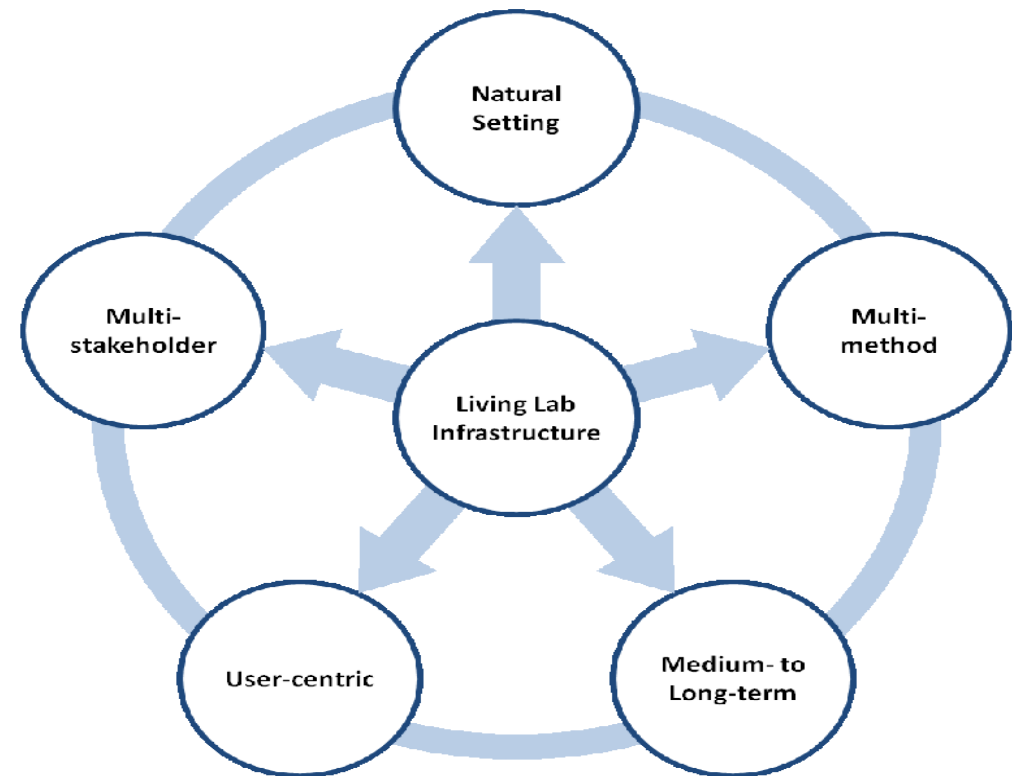 Natural
Setting
Multi-
stakeholder
Multi-
method
Living Lab
Infrastructure
User-centric
Medium- to
Long-term